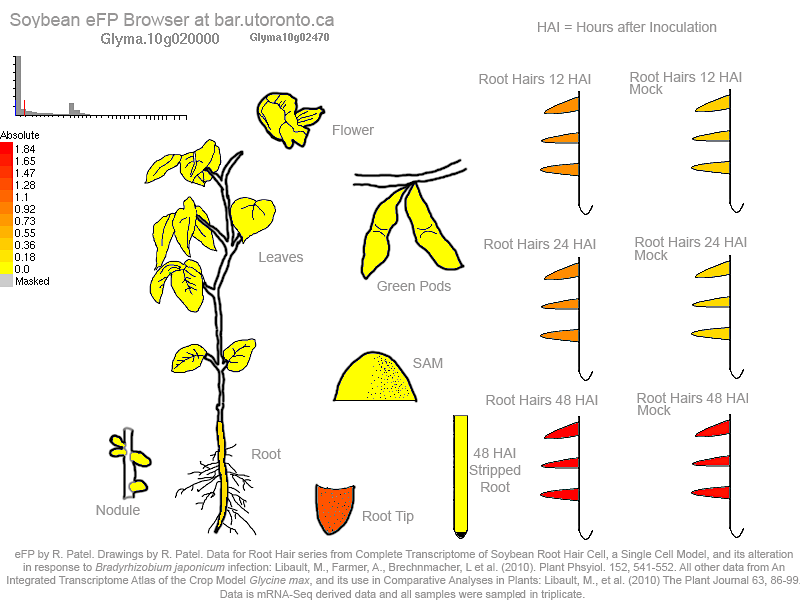 Soybean eFP Browser at bar.utoronto.ca
Glyma.10g020000 Glyma10g02470
HAI = Hours after Inoculation
Root Hairs 12 HAI
Root Hairs 12 HAI
Mock
Flower
Absolute
1.84
1.65
1.47
1.28
1.1
0.92
0.73
0.55
0.36
0.18
0.0
Masked
Leaves
Green Pods
Root Hairs 24 HAI
Root Hairs 24 HAI
Mock
SAM
Root Hairs 48 HAI
Root Hairs 48 HAI
Mock
Root
48 HAI
Stripped
Root
Nodule
Root Tip
eFP by R. Patel. Drawings by R. Patel. Data for Root Hair series from Complete Transcriptome of Soybean Root Hair Cell, a Single Cell Model, and its alteration
in response to Bradyrhizobium japonicum infection: Libault, M., Farmer, A., Brechnmacher, L et al. (2010). Plant Phsyiol. 152, 541-552. All other data from An
Integrated Transcriptome Atlas of the Crop Model Glycine max, and its use in Comparative Analyses in Plants: Libault, M., et al. (2010) The Plant Journal 63, 86-99.
Data is mRNA-Seq derived data and all samples were sampled in triplicate.